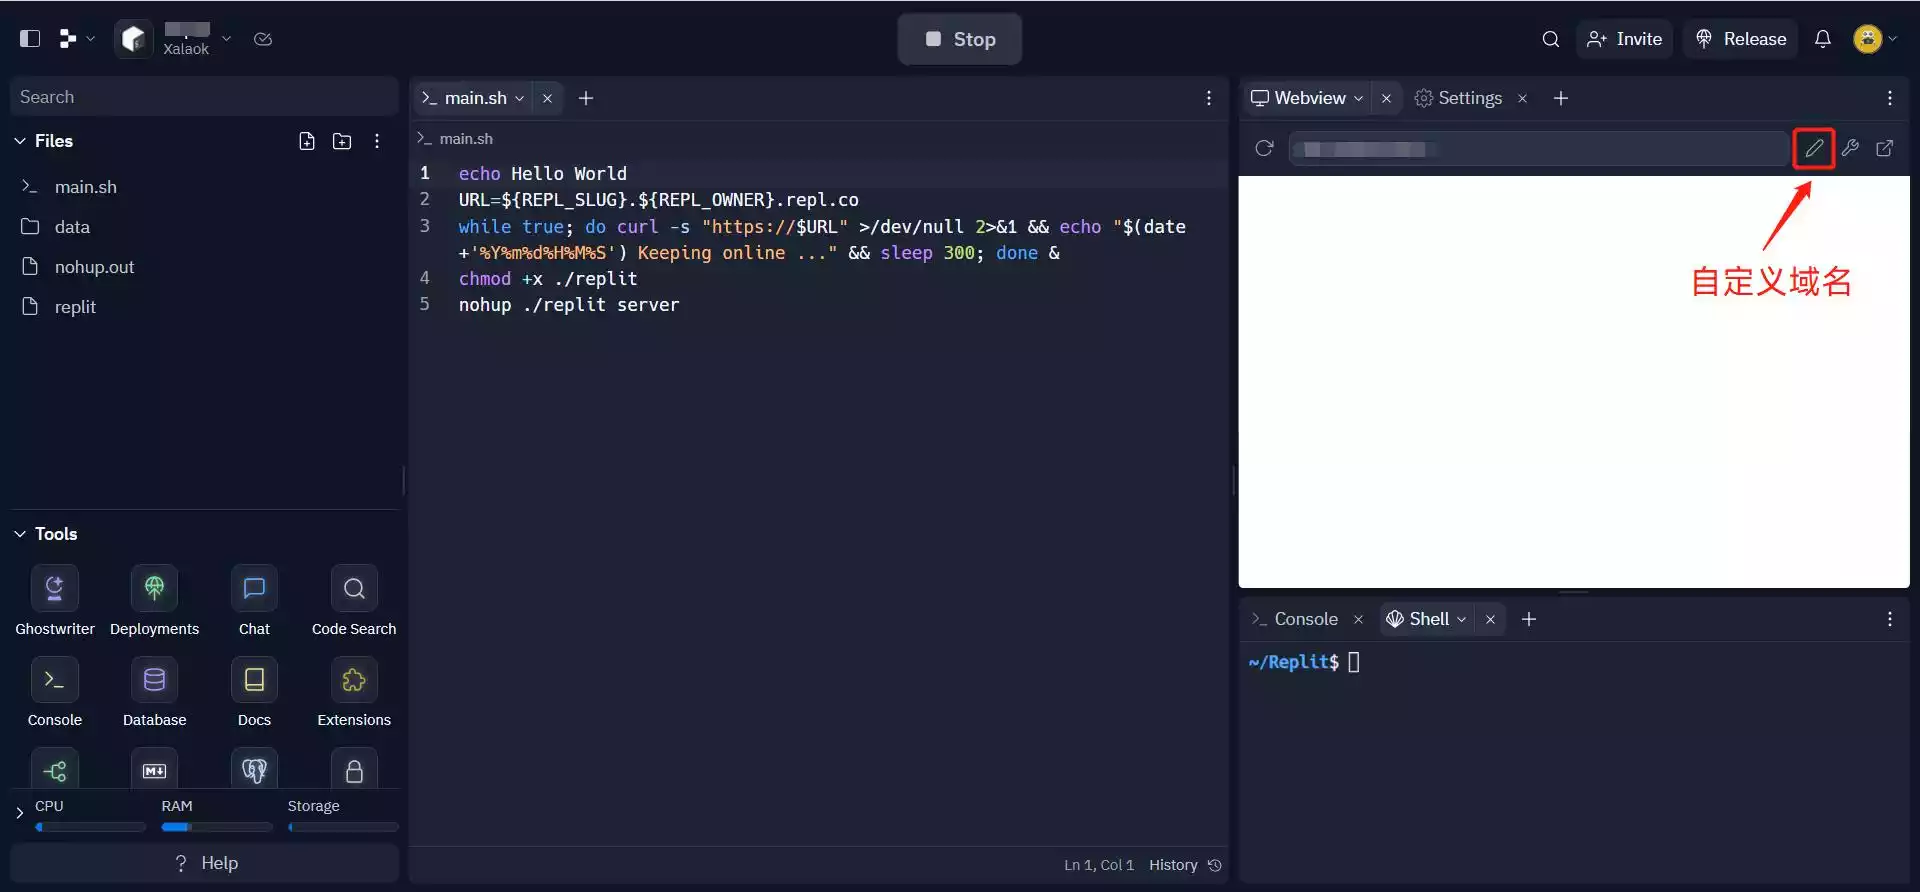 Xalaok
Stop
Invite
Release
Search
Files
main.sh
data
nohup.out
replit
Tools
Ghostwriter
Deployments
Chat
Code Search
Console
Database
Docs
Extensions
M↓
CPU
RAM
Storage
? Help
>_ main.sh
>_ main.sh
1 echo Hello World
2 URL=${REPL_SLUG}.${REPL_OWNER}.repl.co
3 while true; do curl -s "https://$URL" >/dev/null 2>&1 && echo "$(date
+'%Y%m%d%H%M%S') Keeping online ..." && sleep 300; done &
4 chmod +x ./replit
5 nohup ./replit server
Ln 1, Col 1 History
Webview
Settings
自定义域名
>_ Console
Shell
~/Replit$